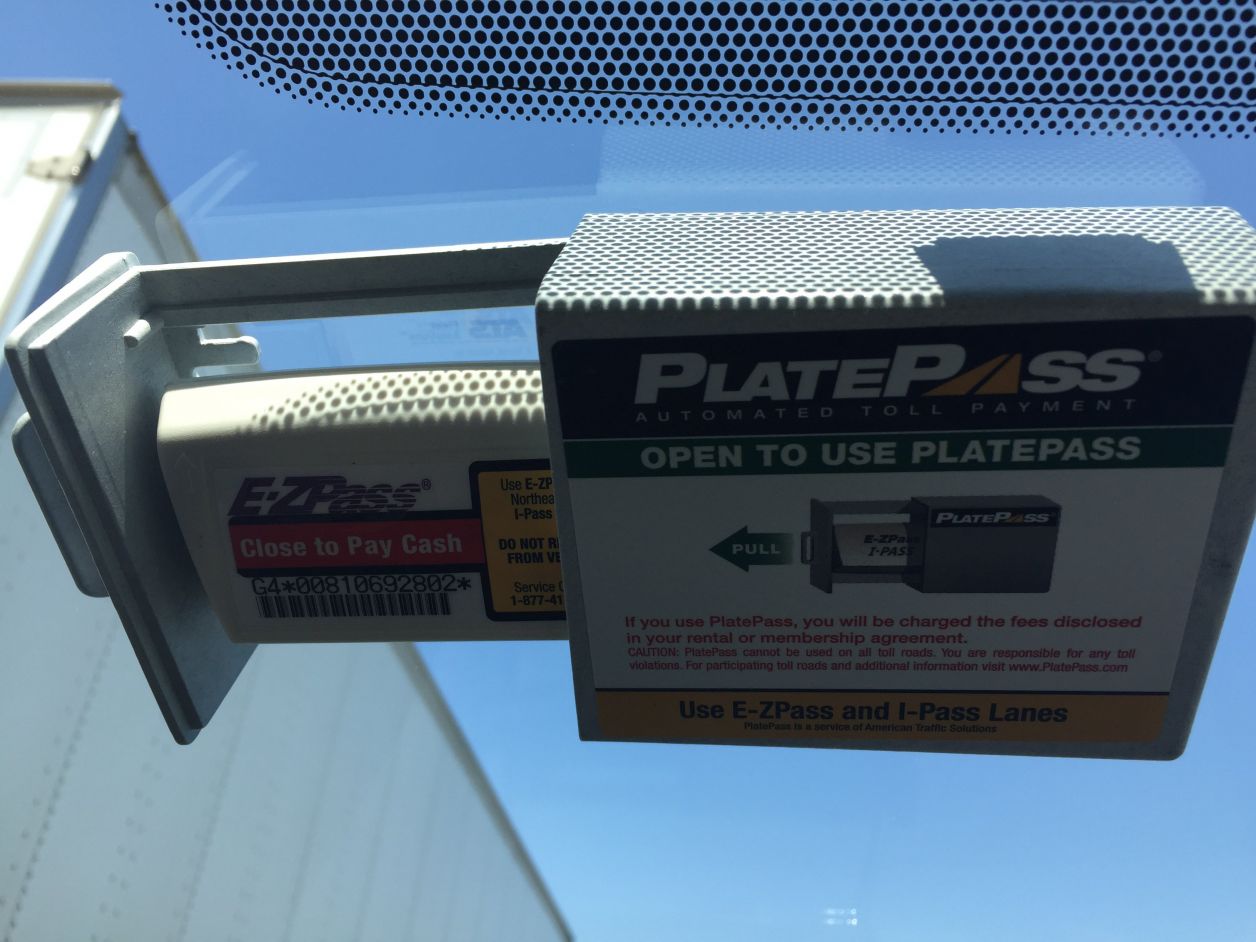 PLATEPASS®
AUTOMATED TOLL PAYMENT
OPEN TO USE PLATEPASS
PLATEPASS
PULL
E-ZPass
I-PASS
If you use PlatePass, you will be charged the fees disclosed
in your rental or membership agreement.
CAUTION: PlatePass cannot be used on all toll roads. You are responsible for any toll
violations. For participating toll roads and additional information visit www.PlatePass.com
Use E-ZPass and I-Pass Lanes
PlatePass is a service of American Traffic Solutions
E-ZPass®
Close to Pay Cash
G4*00810692802*
Use E-ZP
Northea
I-Pass
DO NOT R
FROM VE
Service
1-877-41
ATS